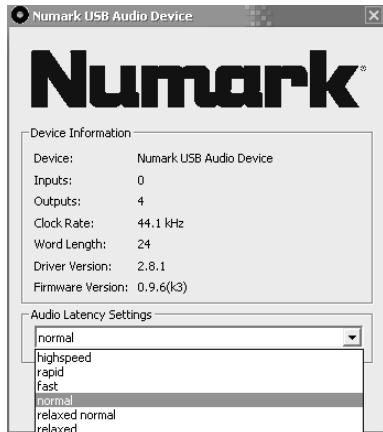 Numark USB Audio Device
Numark
Device Information
Device: Numark USB Audio Device
Inputs: 0
Outputs: 4
Clock Rate: 44.1 kHz
Word Length: 24
Driver Version: 2.8.1
Firmware Version: 0.9.6(k3)
Audio Latency Settings
normal
highspeed
rapid
fast
normal
relaxed normal
relaxed